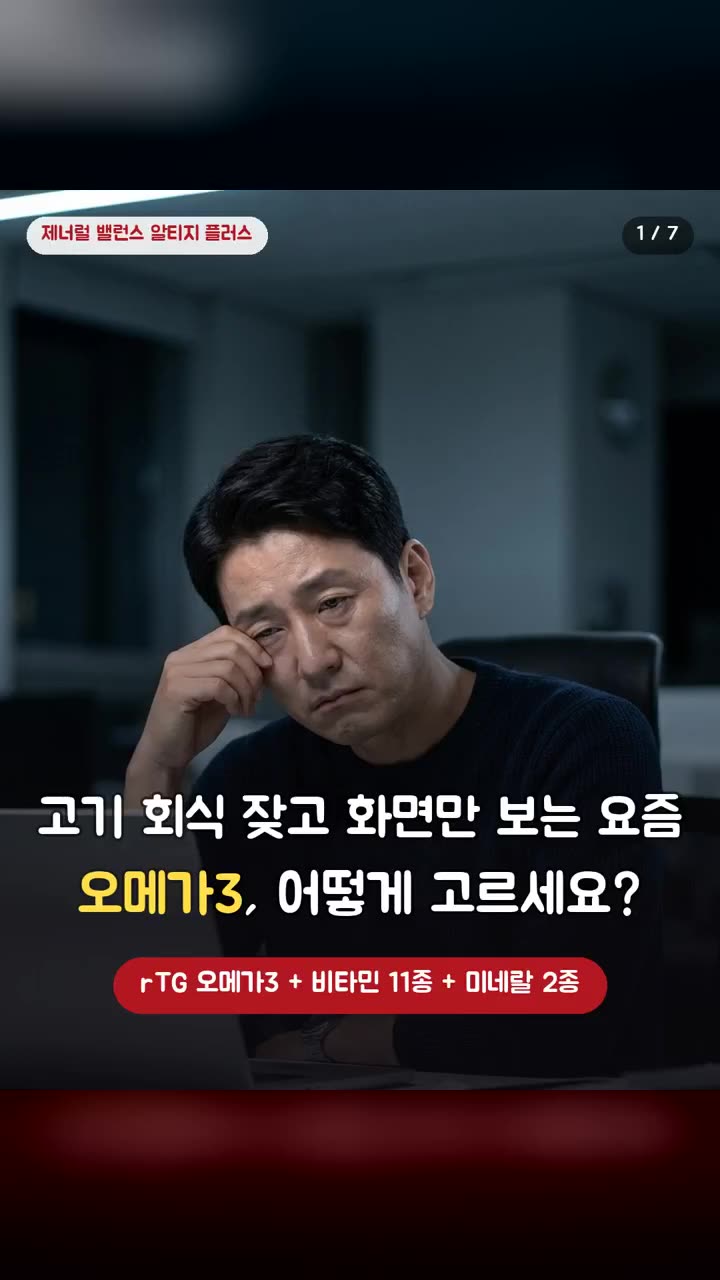 제너럴 밸런스 알티지 플러스
1 / 7
고기 회식 잦고 화면만 보는 요즘
오메가3, 어떻게 고르세요?
rTG 오메가3 + 비타민 11종 + 미네랄 2종